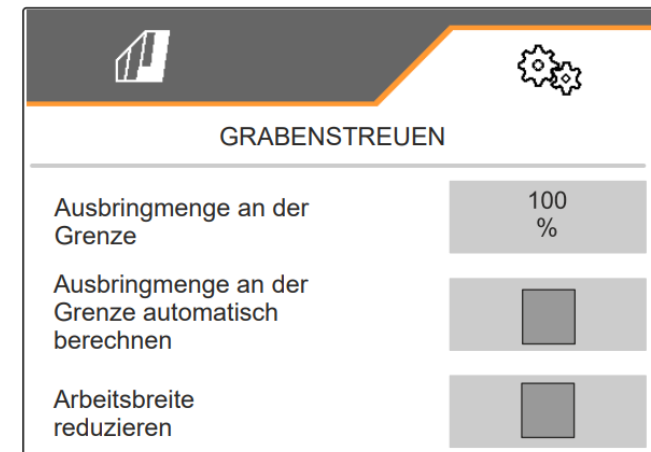 GRABENSTREUEN
Ausbringmenge an der
Grenze
100
%
Ausbringmenge an der
Grenze automatisch
berechnen
Arbeitsbreite
reduzieren